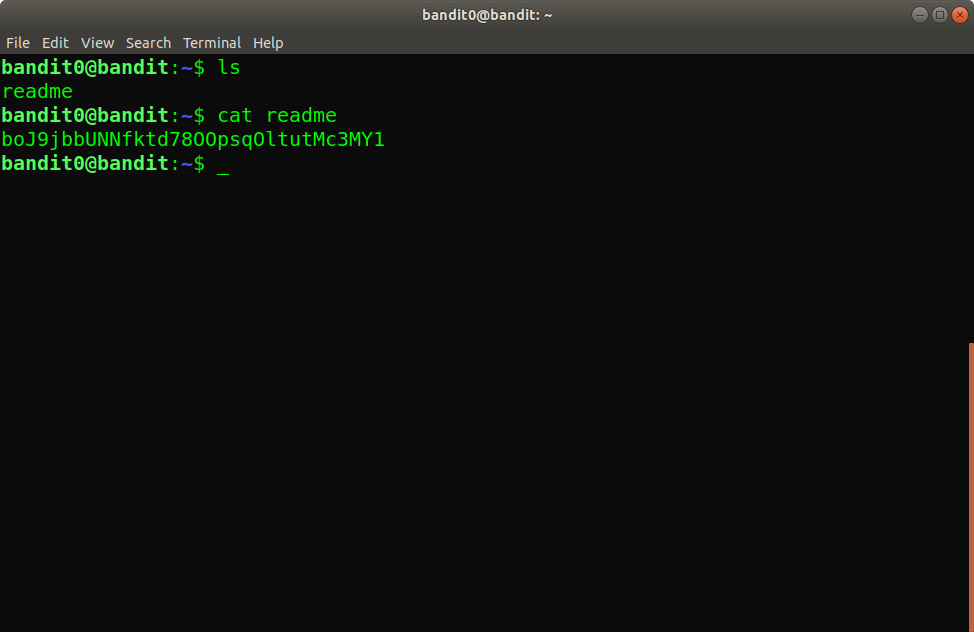 bandit0@bandit: ~
File Edit View Search Terminal Help
bandit0@bandit:~$ ls
readme
bandit0@bandit:~$ cat readme
boJ9jbbUNNfktd78OOpsqOltutMc3MY1
bandit0@bandit:~$ _